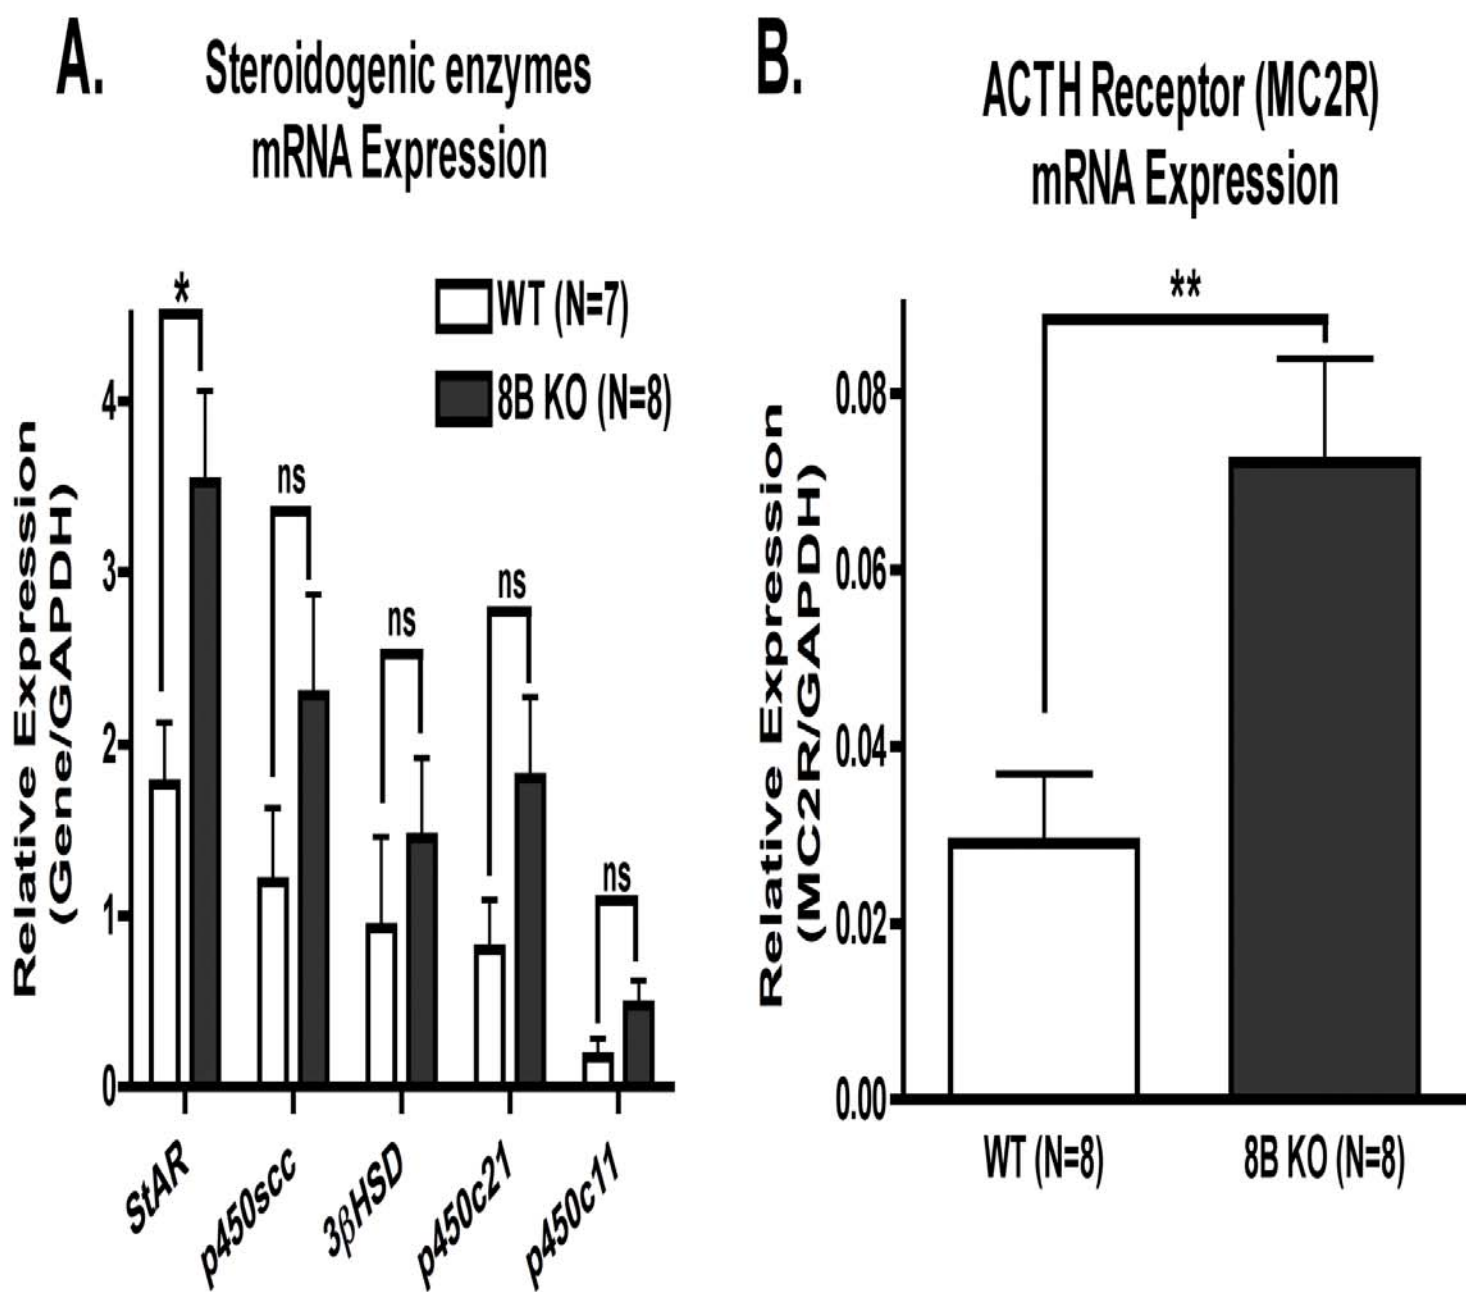 A.
Steroidogenic enzymes
mRNA Expression
WT (N=7)
8B KO (N=8)
Relative Expression
(Gene/GAPDH)
4
3
2
1
0
*
ns
ns
ns
ns
StAR
p450scc
3βHSD
p450c21
p450c11
B.
ACTH Receptor (MC2R)
mRNA Expression
**
Relative Expression
(MC2R/GAPDH)
0.08
0.06
0.04
0.02
0.00
WT (N=8)
8B KO (N=8)